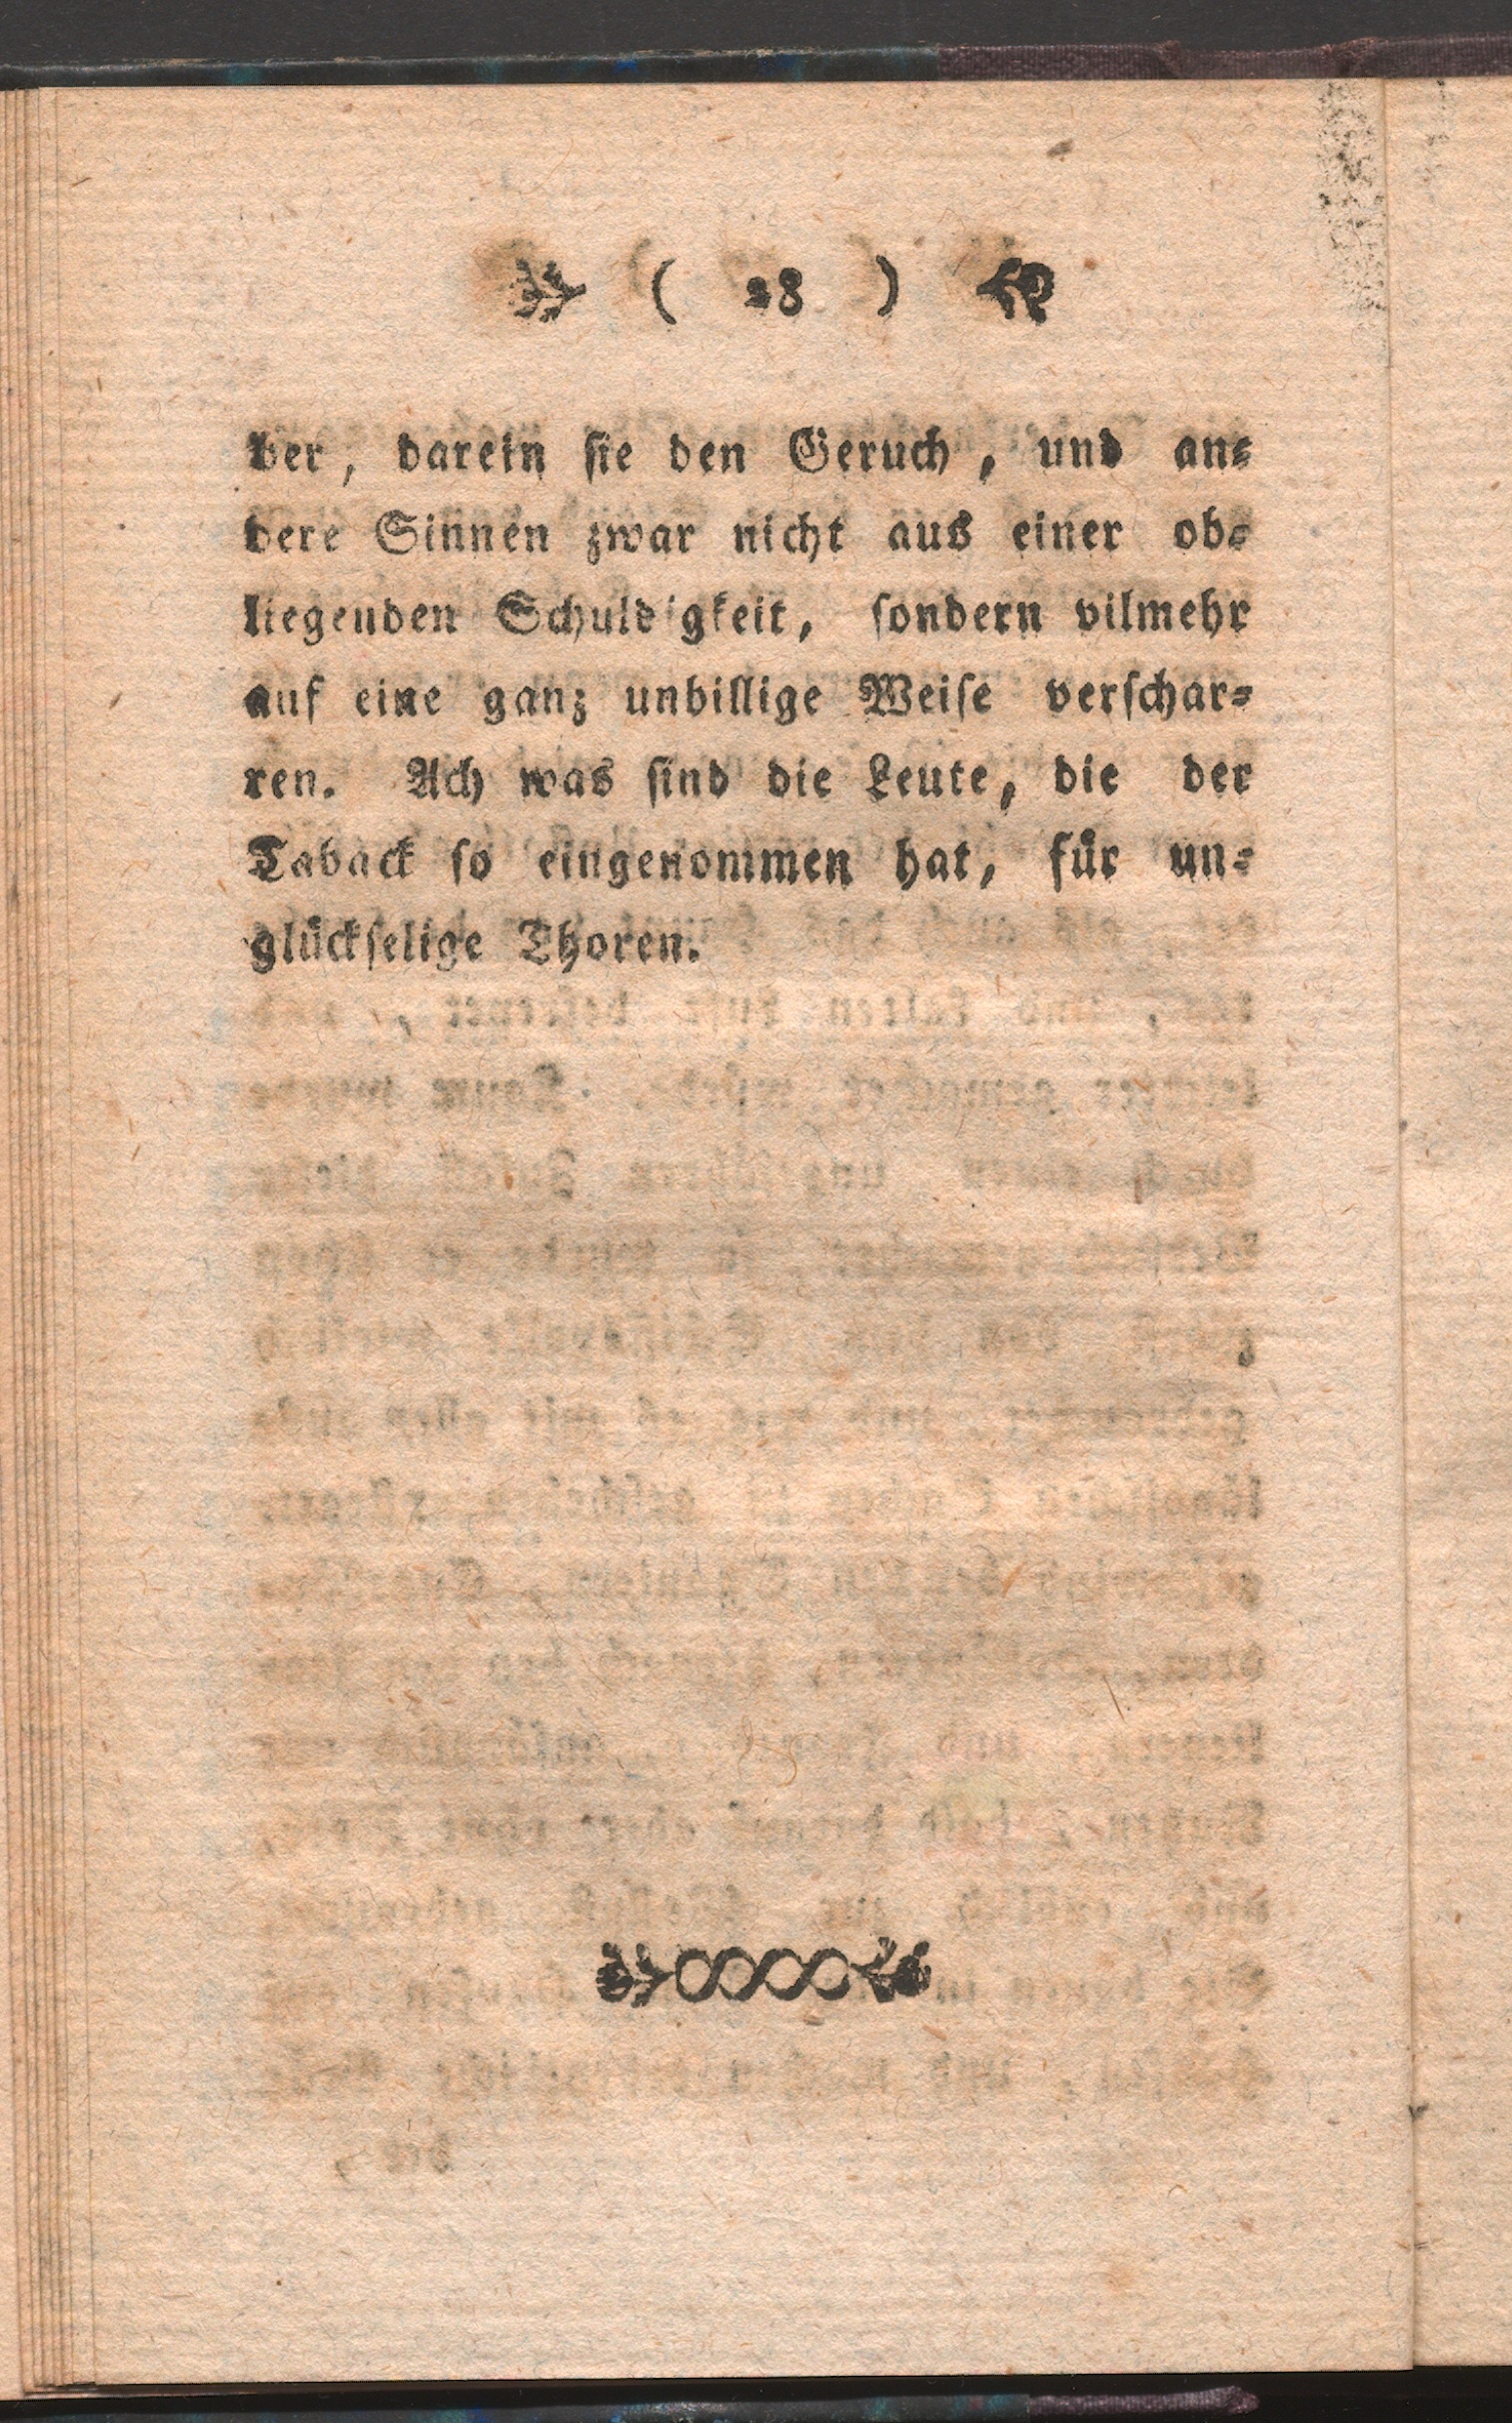 ( 28 )
ber, darein ſie den Geruch, und an⸗
dere Sinnen zwar nicht aus einer ob⸗
liegenden Schuldigkeit, ſondern vilmehr
auf eine ganz unbillige Weiſe verſchar⸗
ren. Ach was ſind die Leute, die der
Taback ſo eingenommen hat, für un⸗
glückſelige Thoren.